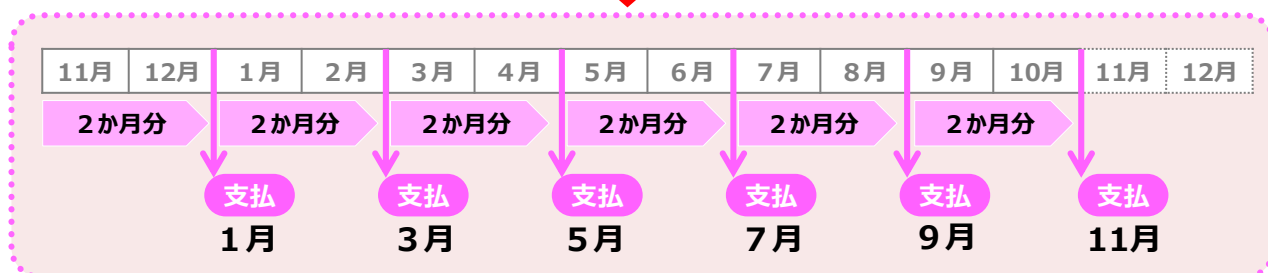 11月 12月 1月 2月 3月 4月 5月 6月 7月 8月 9月 10月 11月 12月
2か月分 2か月分 2か月分 2か月分 2か月分 2か月分
支払 支払 支払 支払 支払 支払
1月 3月 5月 7月 9月 11月